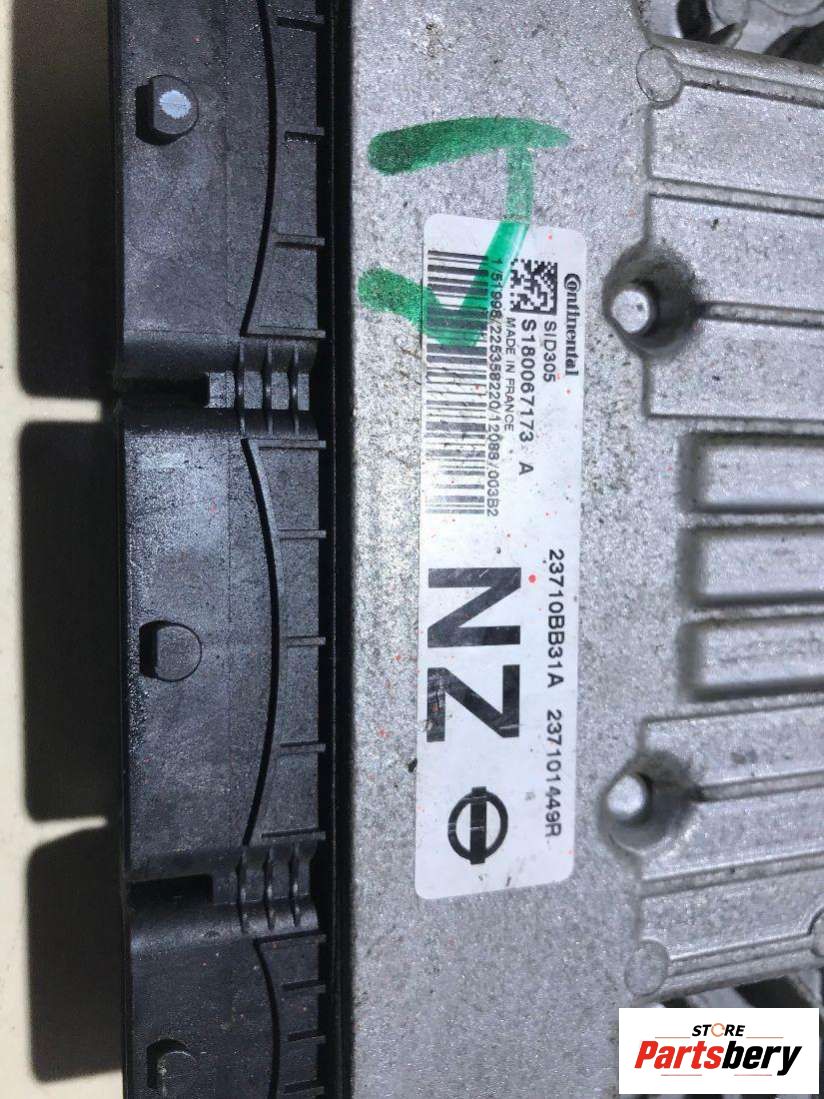 Continental
SID305
S180067173 A
MADE IN FRANCE
23710BB31A 237101449R
NZ
STORE
Partsbery